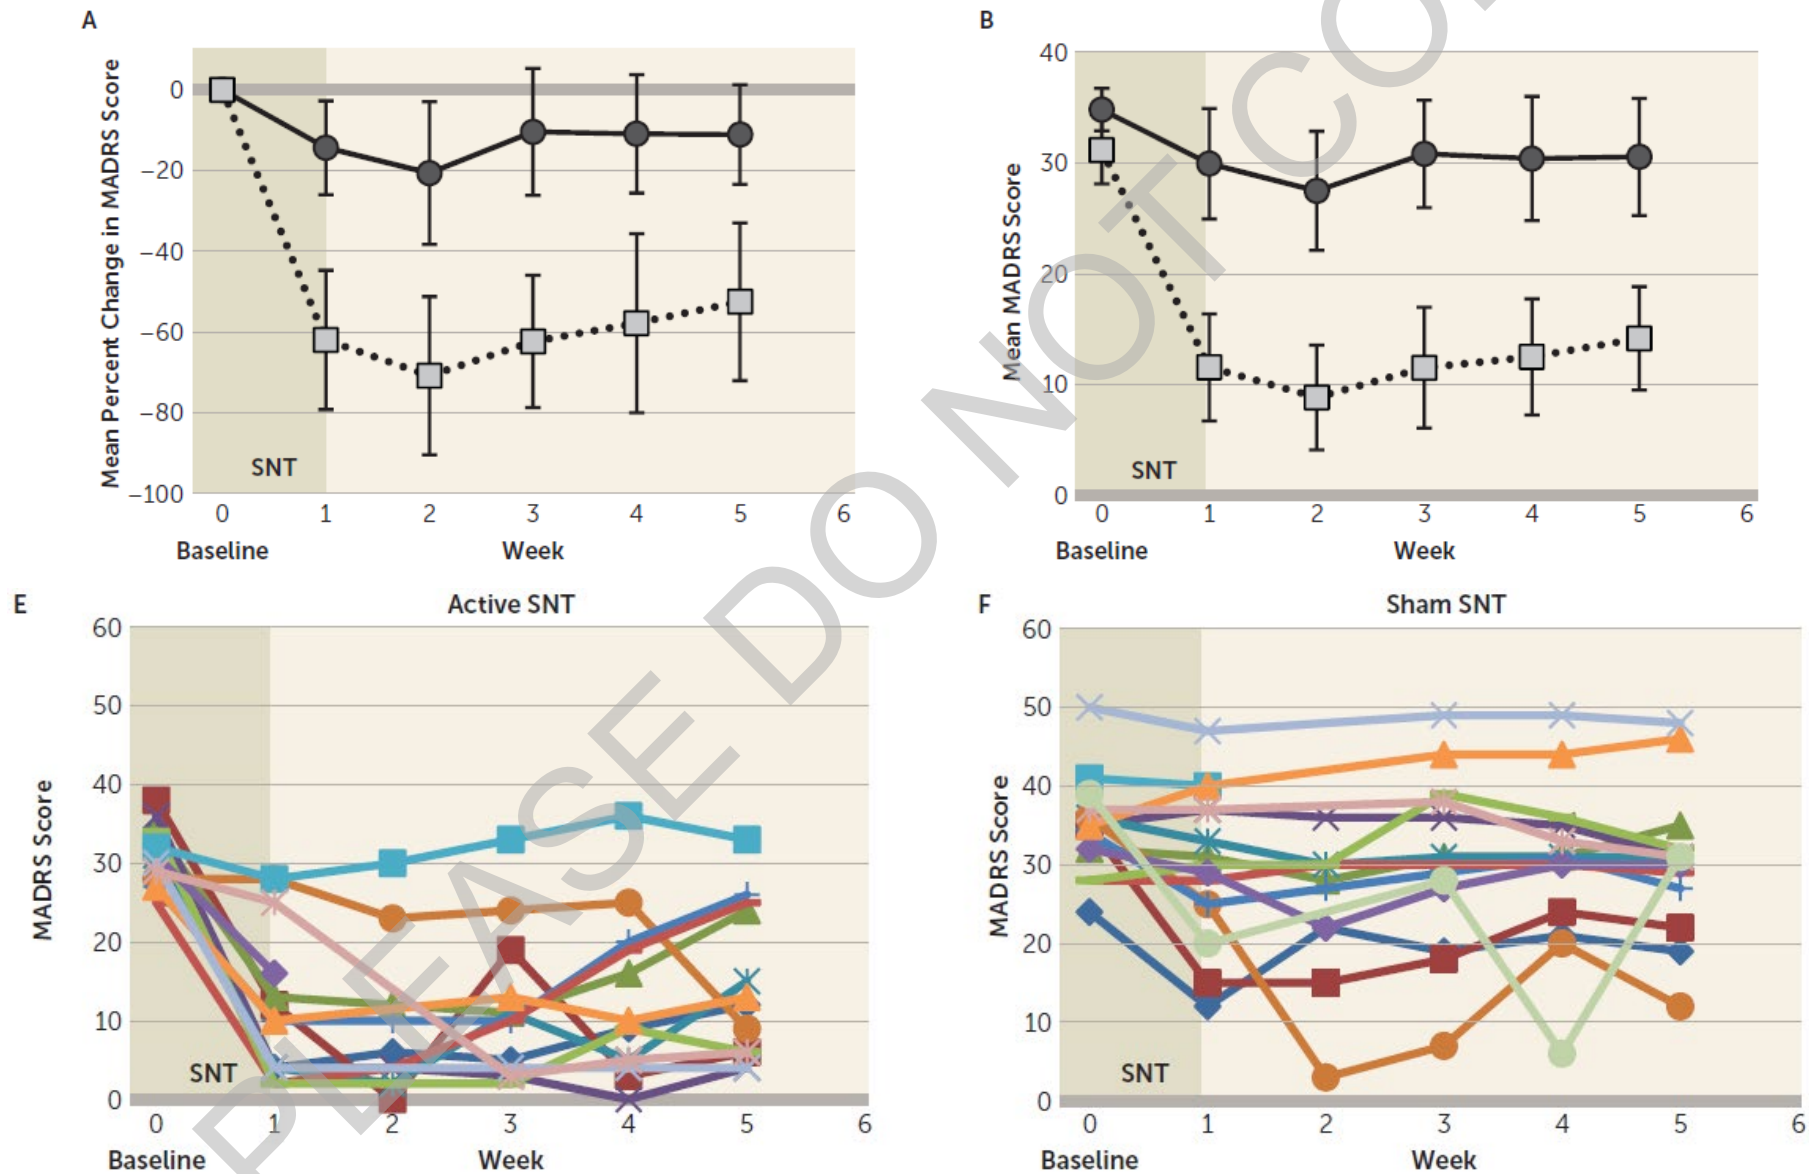 A
Mean Percent Change in MADRS Score
0
−20
−40
−60
−80
−100
SNT
0 1 2 3 4 5 6
Baseline Week
B
Mean MADRS Score
40
30
20
10
0
SNT
0 1 2 3 4 5 6
Baseline Week
E
Active SNT
MADRS Score
60
50
40
30
20
10
0
SNT
0 1 2 3 4 5 6
Baseline Week
F
Sham SNT
MADRS Score
60
50
40
30
20
10
0
SNT
0 1 2 3 4 5 6
Baseline Week
PLEASE DO NOT